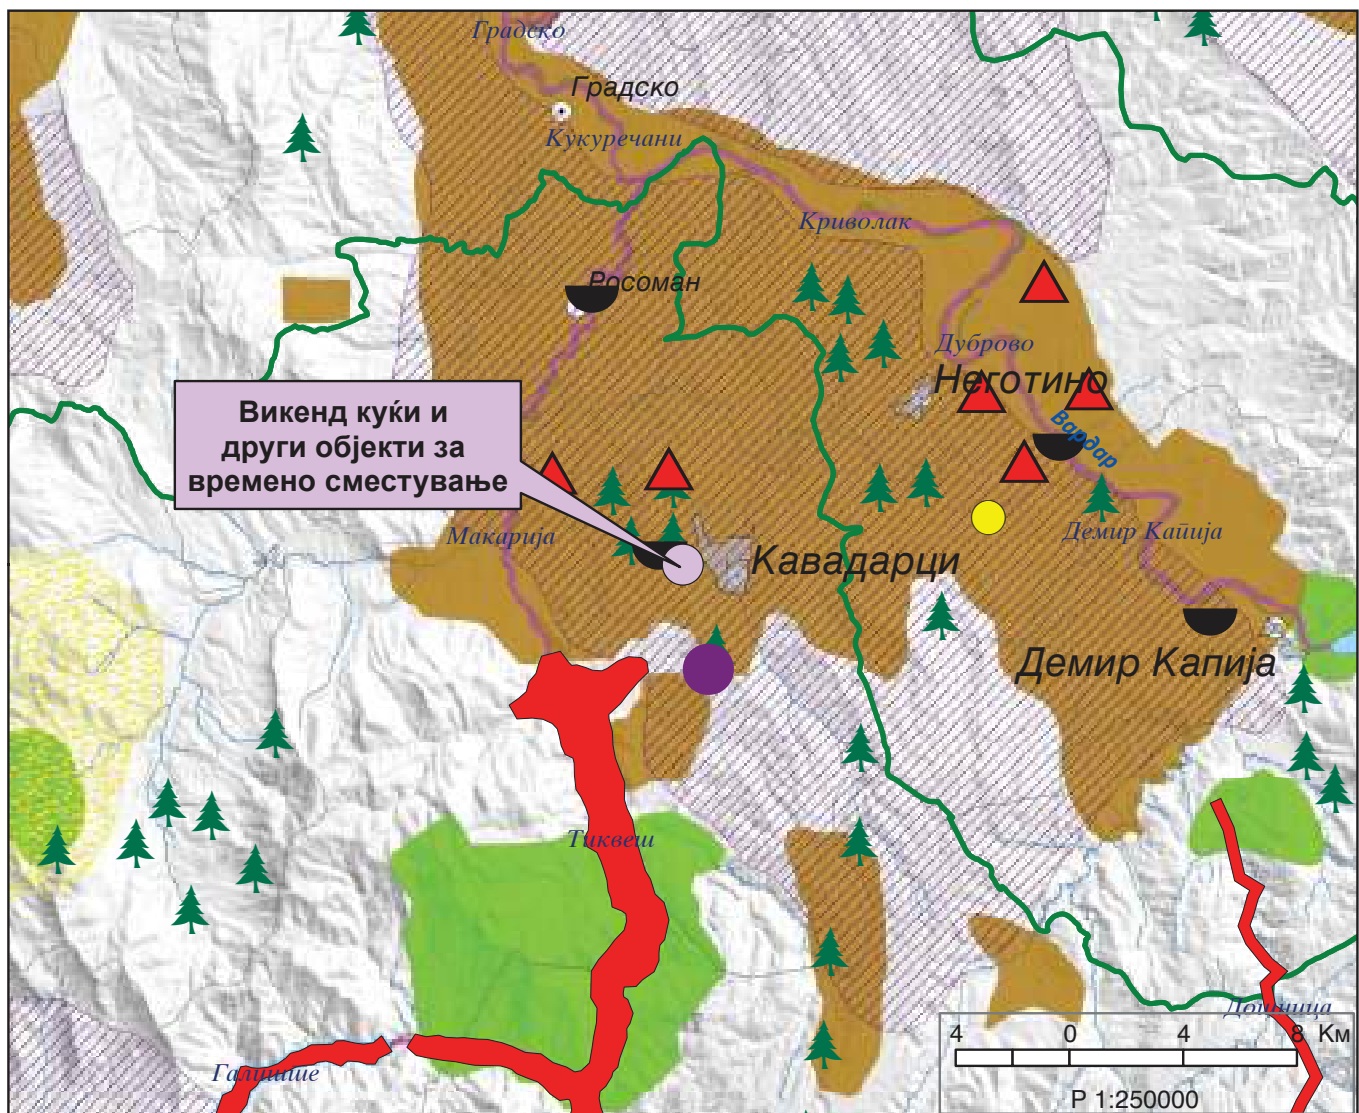 Градско
Градско
Кукуречани
Криволак
Росоман
Дуброво
Неготино
Вардар
Викенд куќи и
други објекти за
времено сместување
Макарија
Демир Капија
Кавадарци
Демир Капија
Тиквеш
Дошница
Галишие
4 0 4 8 Км
Р 1:250000